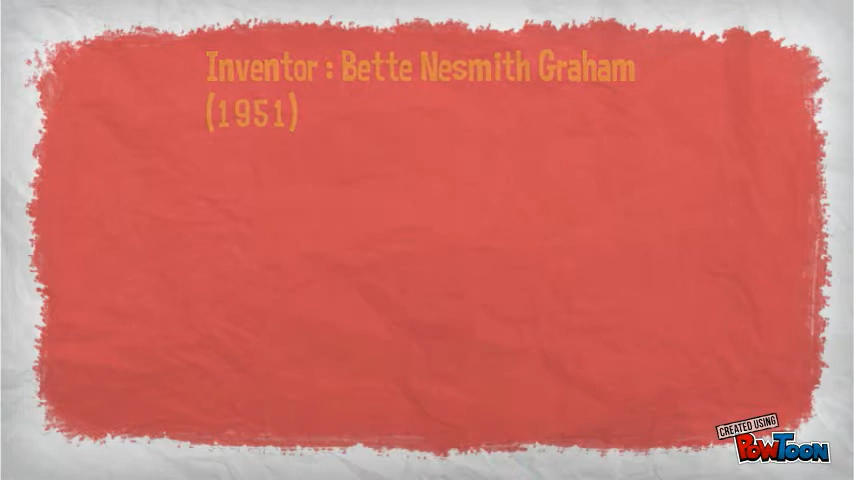 Inventor : Bette Nesmith Graham
(1951)
CREATED USING
POWTOON